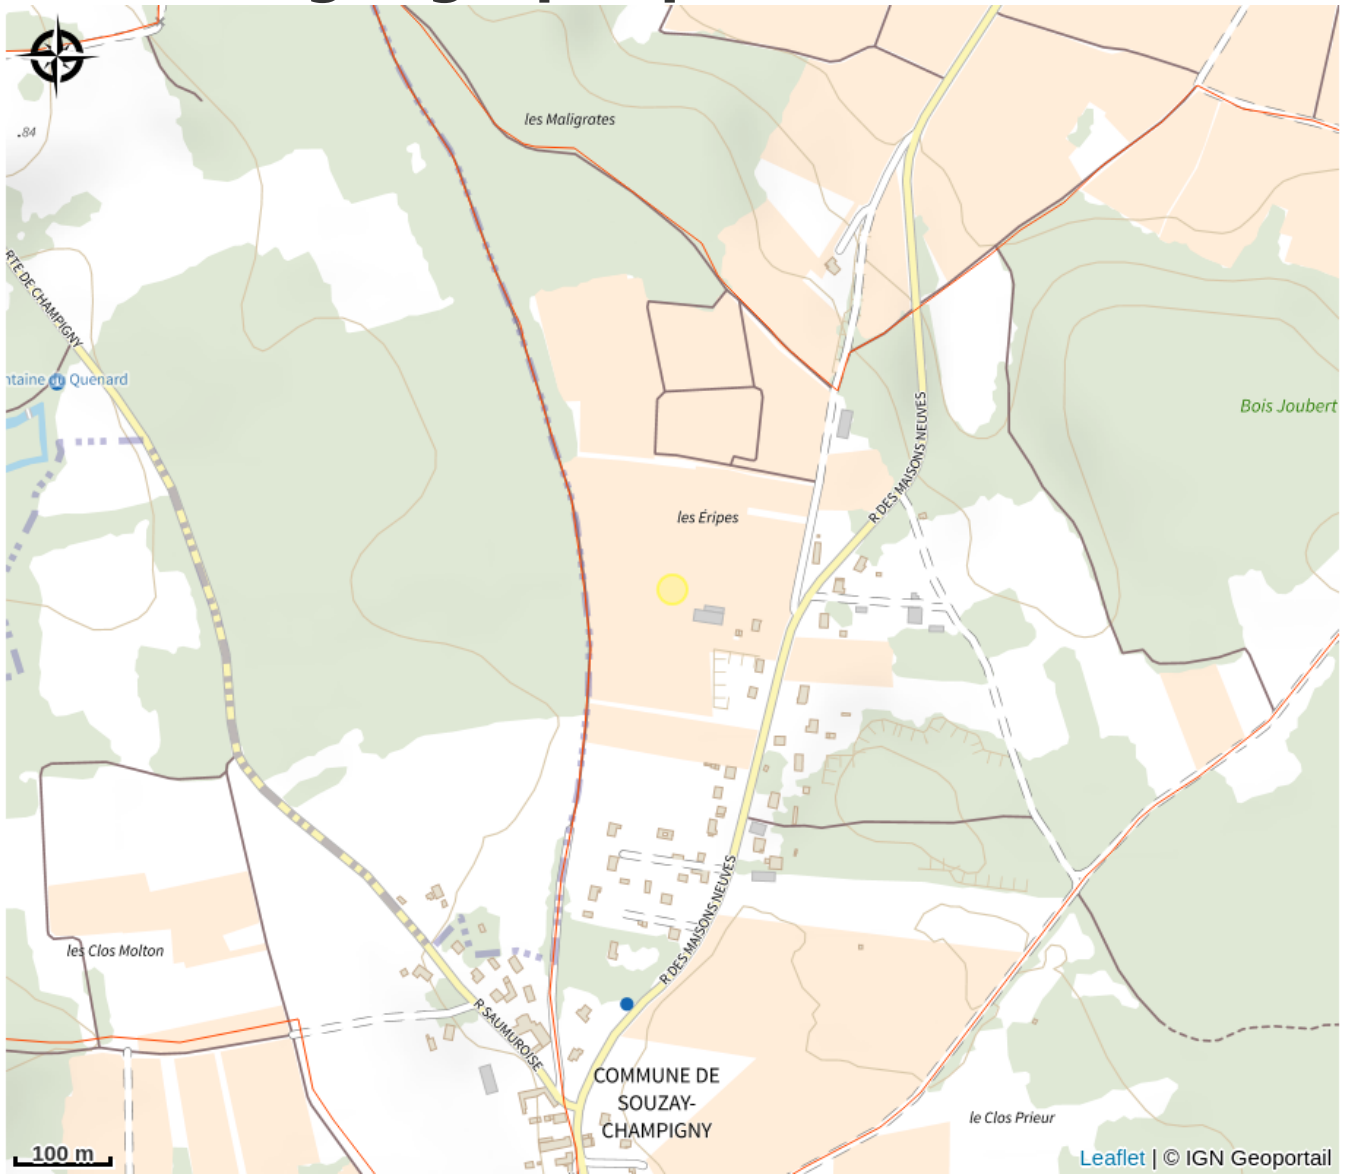 les Maligrates
.84
RTE DE CHAMPIGNY
ntaine du Quenard
Bois Joubert
R DES MAISONS NEUVES
les Éripes
R DES MAISONS NEUVES
les Clos Molton
R SAUMUROISE
COMMUNE DE
SOUZAY-
CHAMPIGNY
le Clos Prieur
100 m
Leaflet | © IGN Geoportail